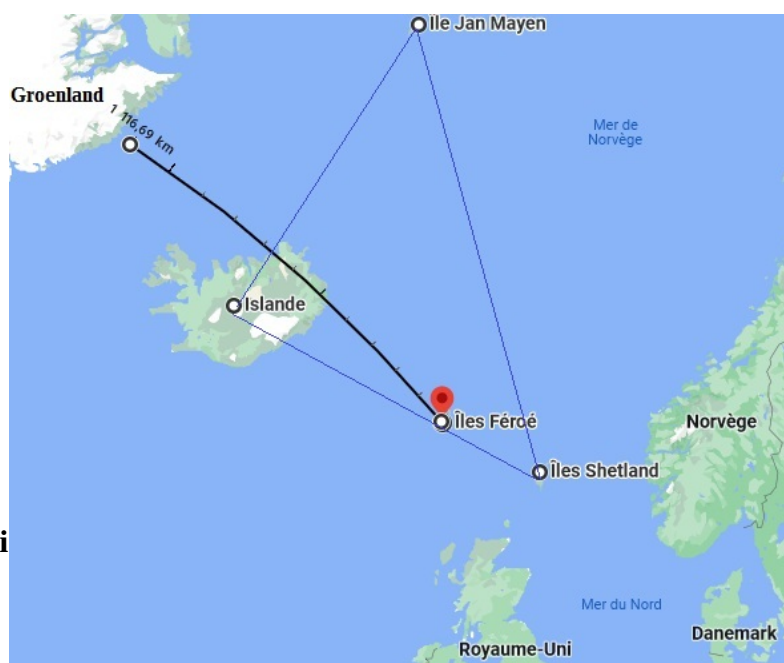 Île Jan Mayen
Groenland
1 116,69 km
Mer de
Norvège
Islande
Îles Féroé
Norvège
Îles Shetland
i
Mer du Nord
Danemark
Royaume-Uni